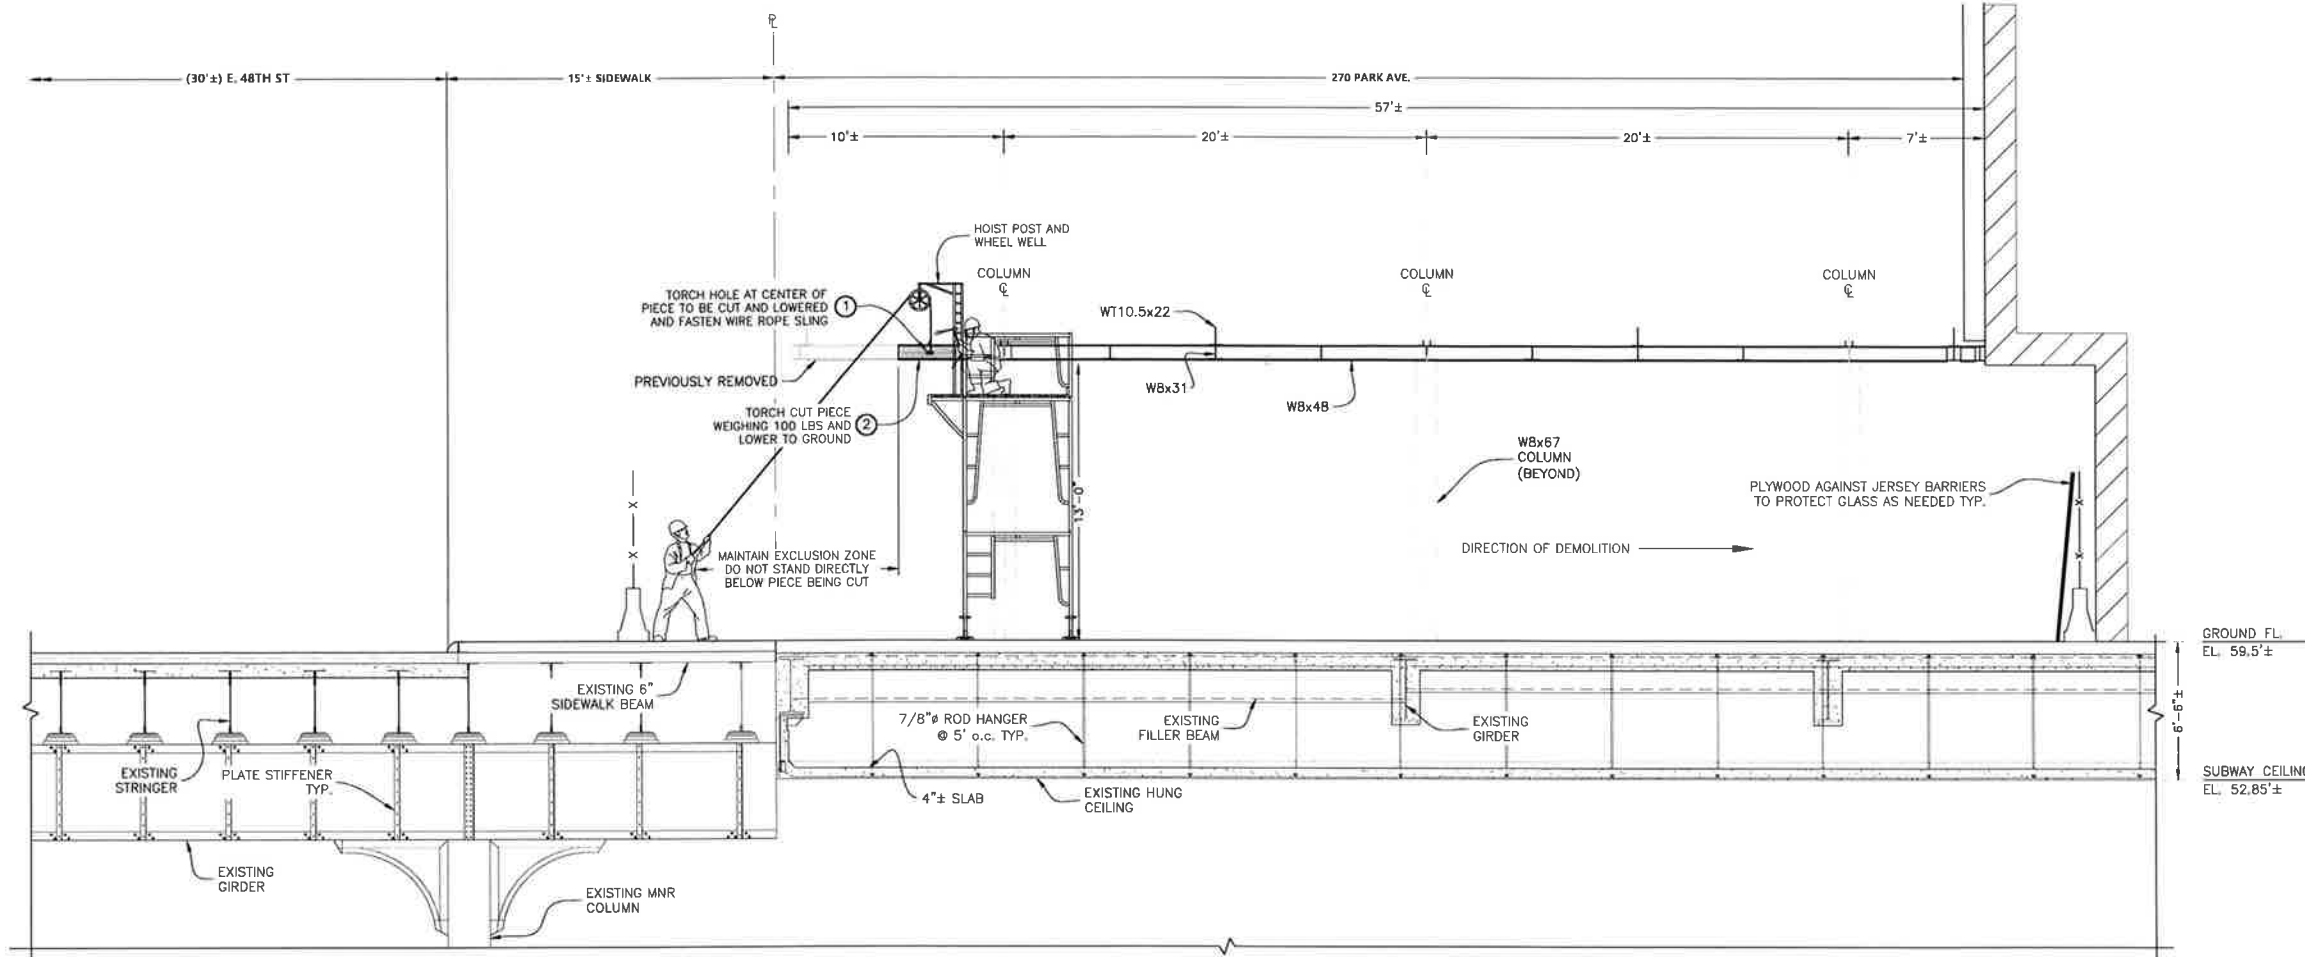 PL
(30'±) E. 48TH ST
15'± SIDEWALK
270 PARK AVE.
57'±
10'±
20'±
20'±
7'±
HOIST POST AND
WHEEL WELL
COLUMN
CL
COLUMN
CL
COLUMN
CL
TORCH HOLE AT CENTER OF
PIECE TO BE CUT AND LOWERED
AND FASTEN WIRE ROPE SLING
1
WT10.5x22
PREVIOUSLY REMOVED
W8x31
W8x48
TORCH CUT PIECE
WEIGHING 100 LBS AND
LOWER TO GROUND
2
W8x67
COLUMN
(BEYOND)
13'-0"
PLYWOOD AGAINST JERSEY BARRIERS
TO PROTECT GLASS AS NEEDED TYP.
X
X
X
X
MAINTAIN EXCLUSION ZONE
DO NOT STAND DIRECTLY
BELOW PIECE BEING CUT
DIRECTION OF DEMOLITION
GROUND FL.
EL. 59.5'±
6'-6"±
EXISTING 6"
SIDEWALK BEAM
7/8"ø ROD HANGER
@ 5' o.c. TYP.
EXISTING
FILLER BEAM
EXISTING
GIRDER
EXISTING
STRINGER
PLATE STIFFENER
TYP.
4"± SLAB
EXISTING HUNG
CEILING
SUBWAY CEILING
EL. 52.85'±
EXISTING
GIRDER
EXISTING MNR
COLUMN